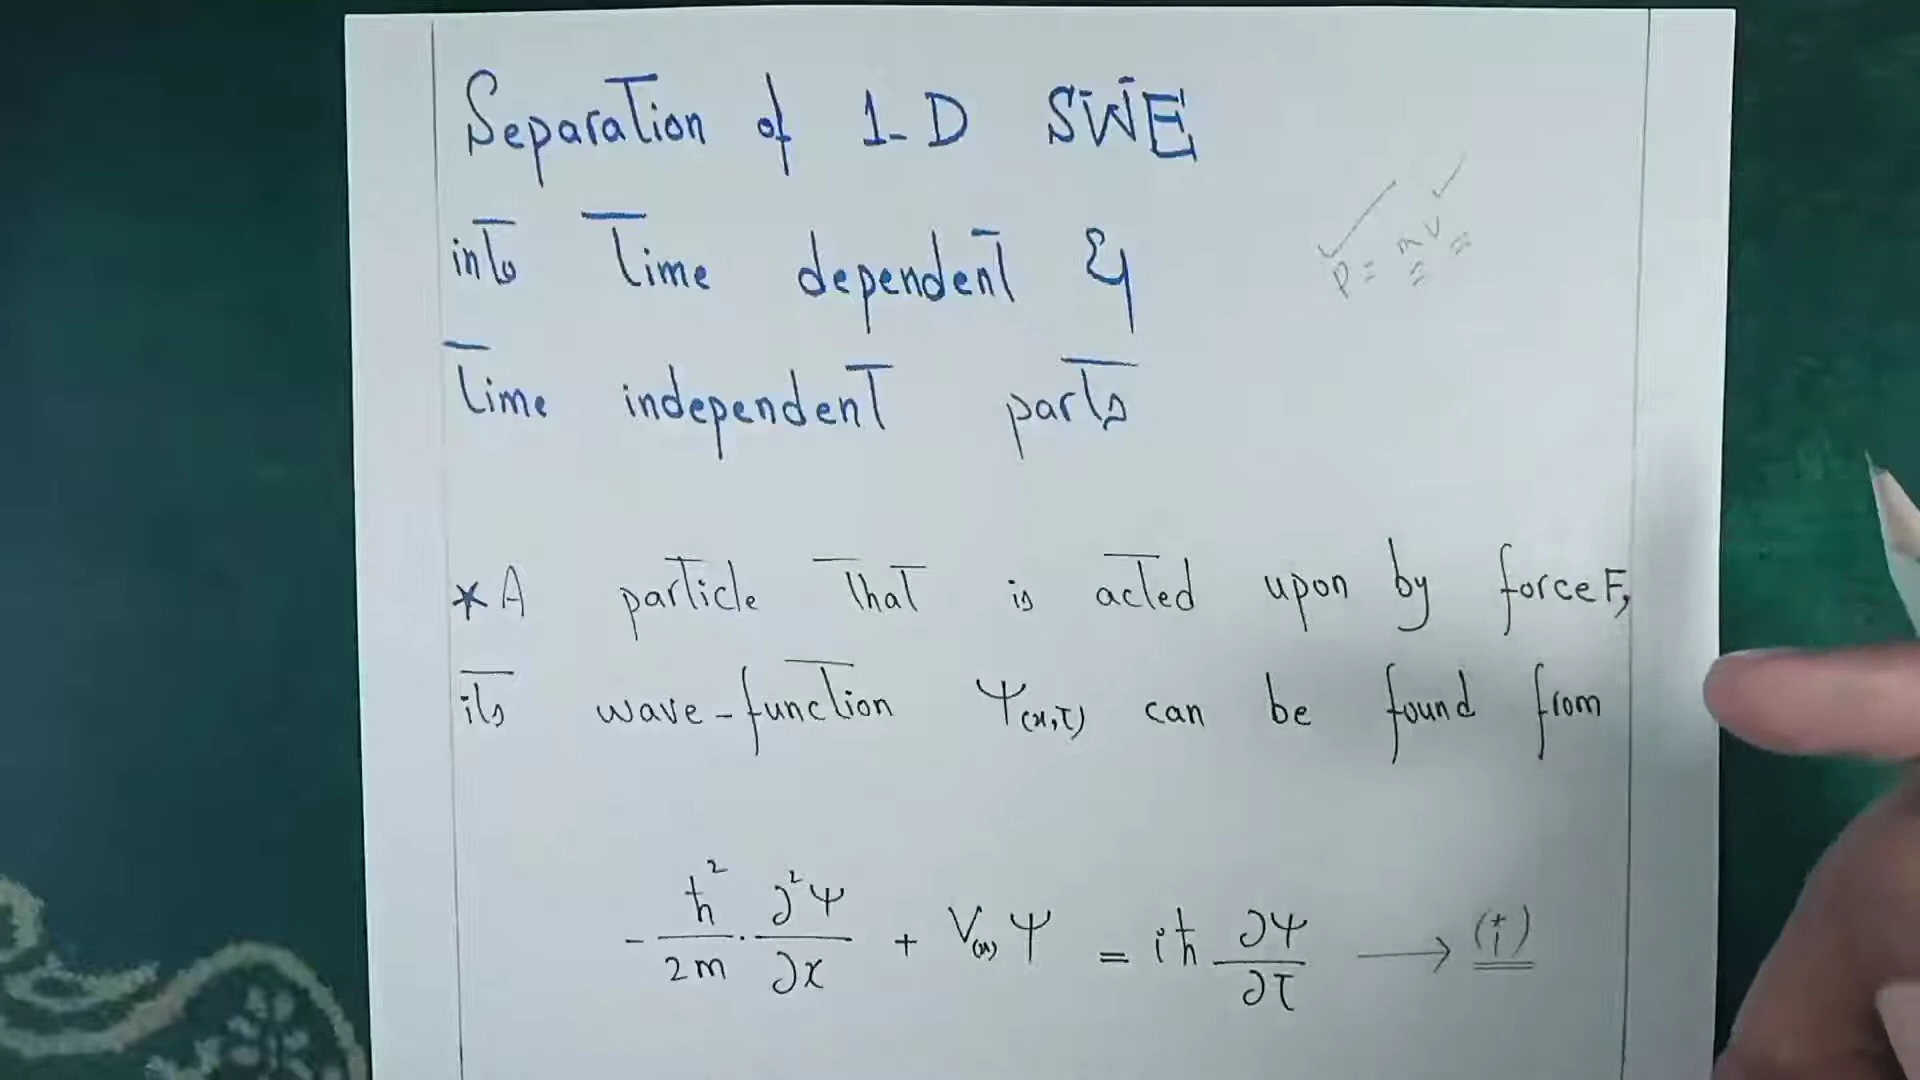 Separation of 1-D SWE
into Time dependent &
Time independent parts
P = mv
* A particle that is acted upon by force F,
its wave-function Ψ(x,t) can be found from
-ħ²/2m · ∂²Ψ/∂x + V(x) Ψ = iħ ∂Ψ/∂t → (i)